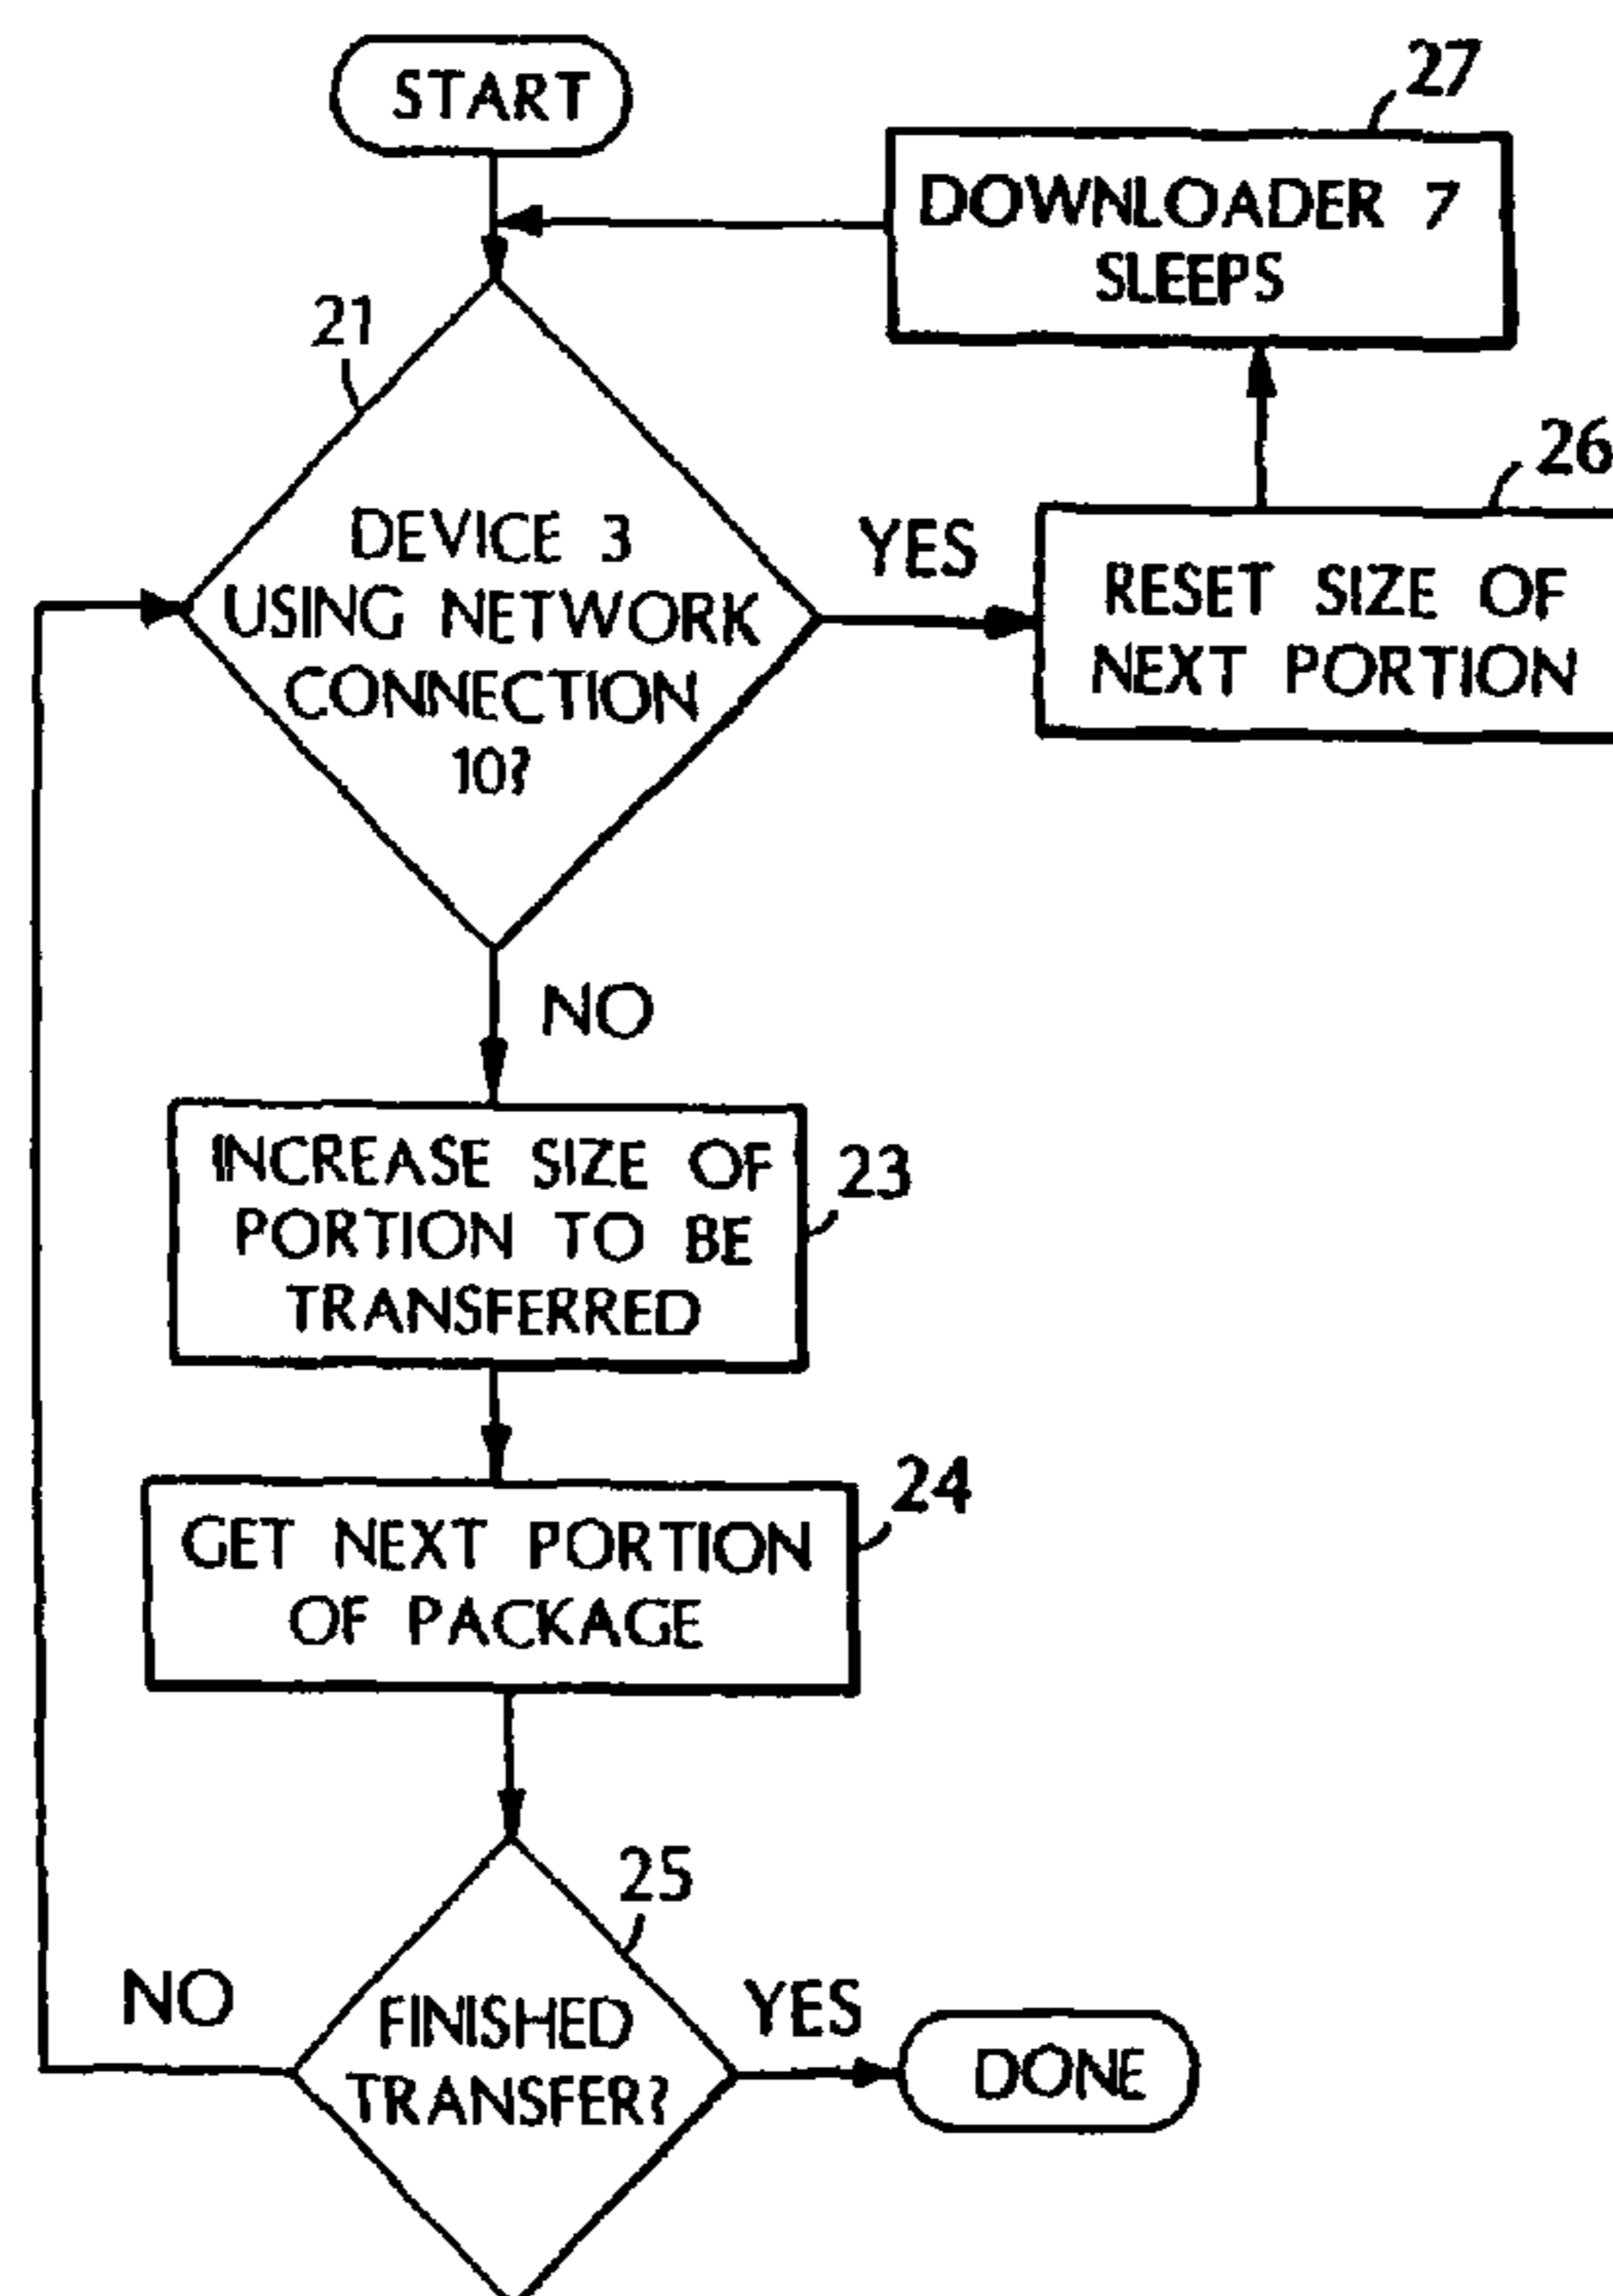 START
27
DOWNLOADER 7
SLEEPS
21
26
DEVICE 3
USING NETWORK
CONNECTION
10?
YES
RESET SIZE OF
NEXT PORTION
NO
INCREASE SIZE OF
PORTION TO BE
TRANSFERRED
23
24
GET NEXT PORTION
OF PACKAGE
25
NO
FINISHED
TRANSFER?
YES
DONE